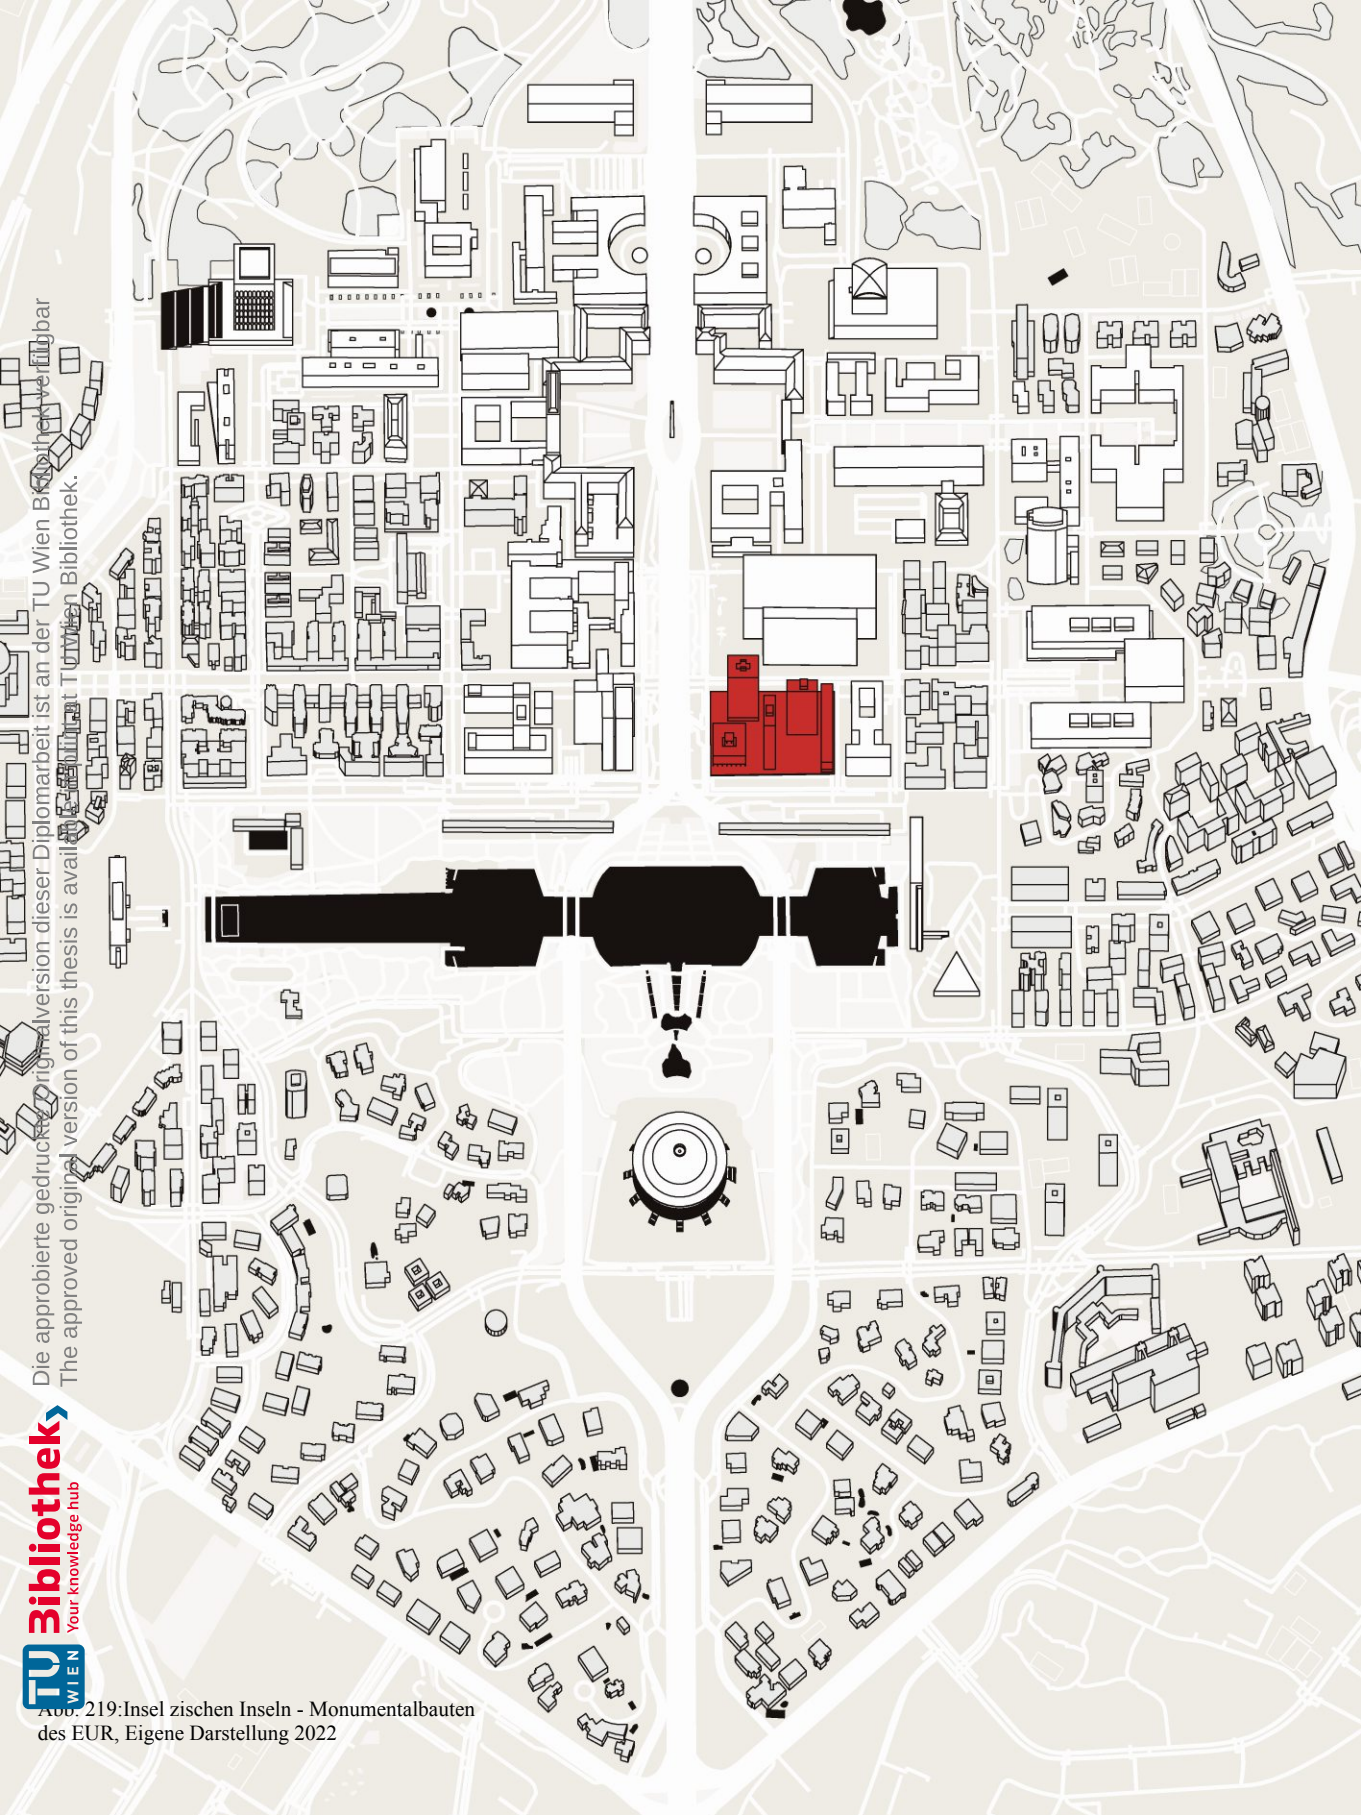 Die approbierte gedruckte Originalversion dieser Diplomarbeit ist an der TU Wien Bibliothek verfügbar
The approved original version of this thesis is available in print at TU Wien Bibliothek.
TU Bibliothek
WIEN Your knowledge hub
Abb. 219:Insel zischen Inseln - Monumentalbauten
des EUR, Eigene Darstellung 2022